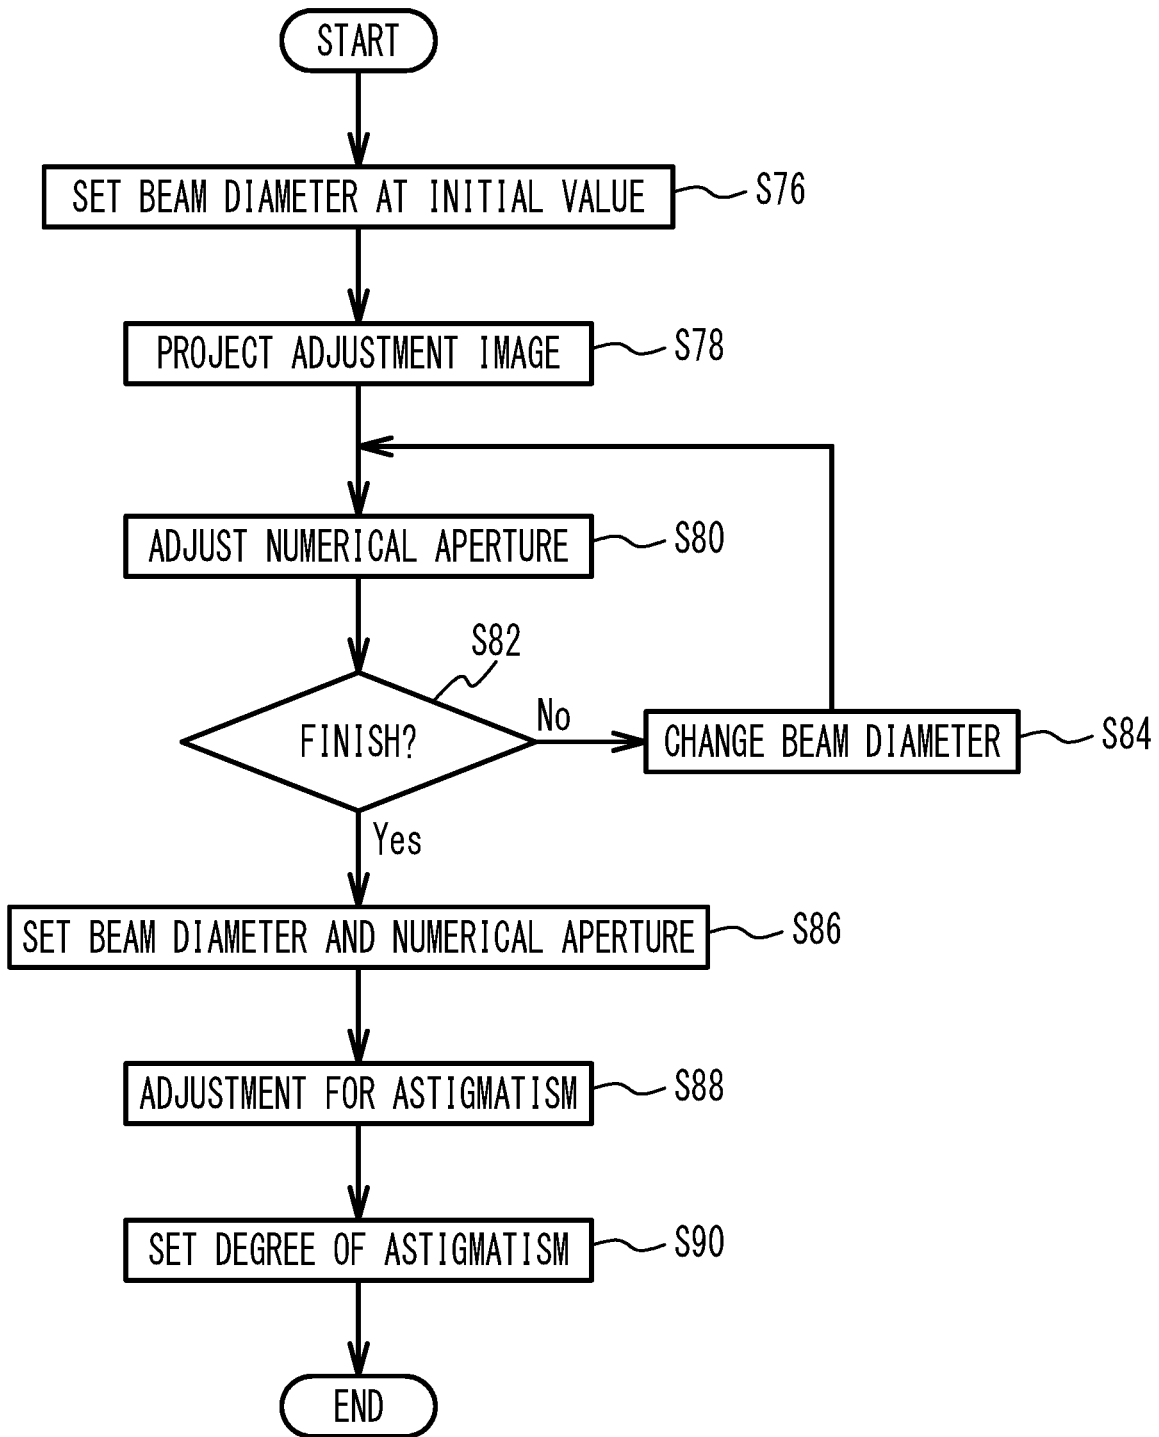 START
SET BEAM DIAMETER AT INITIAL VALUE
S76
PROJECT ADJUSTMENT IMAGE
S78
ADJUST NUMERICAL APERTURE
S80
S82
FINISH?
No
CHANGE BEAM DIAMETER
S84
Yes
SET BEAM DIAMETER AND NUMERICAL APERTURE
S86
ADJUSTMENT FOR ASTIGMATISM
S88
SET DEGREE OF ASTIGMATISM
S90
END